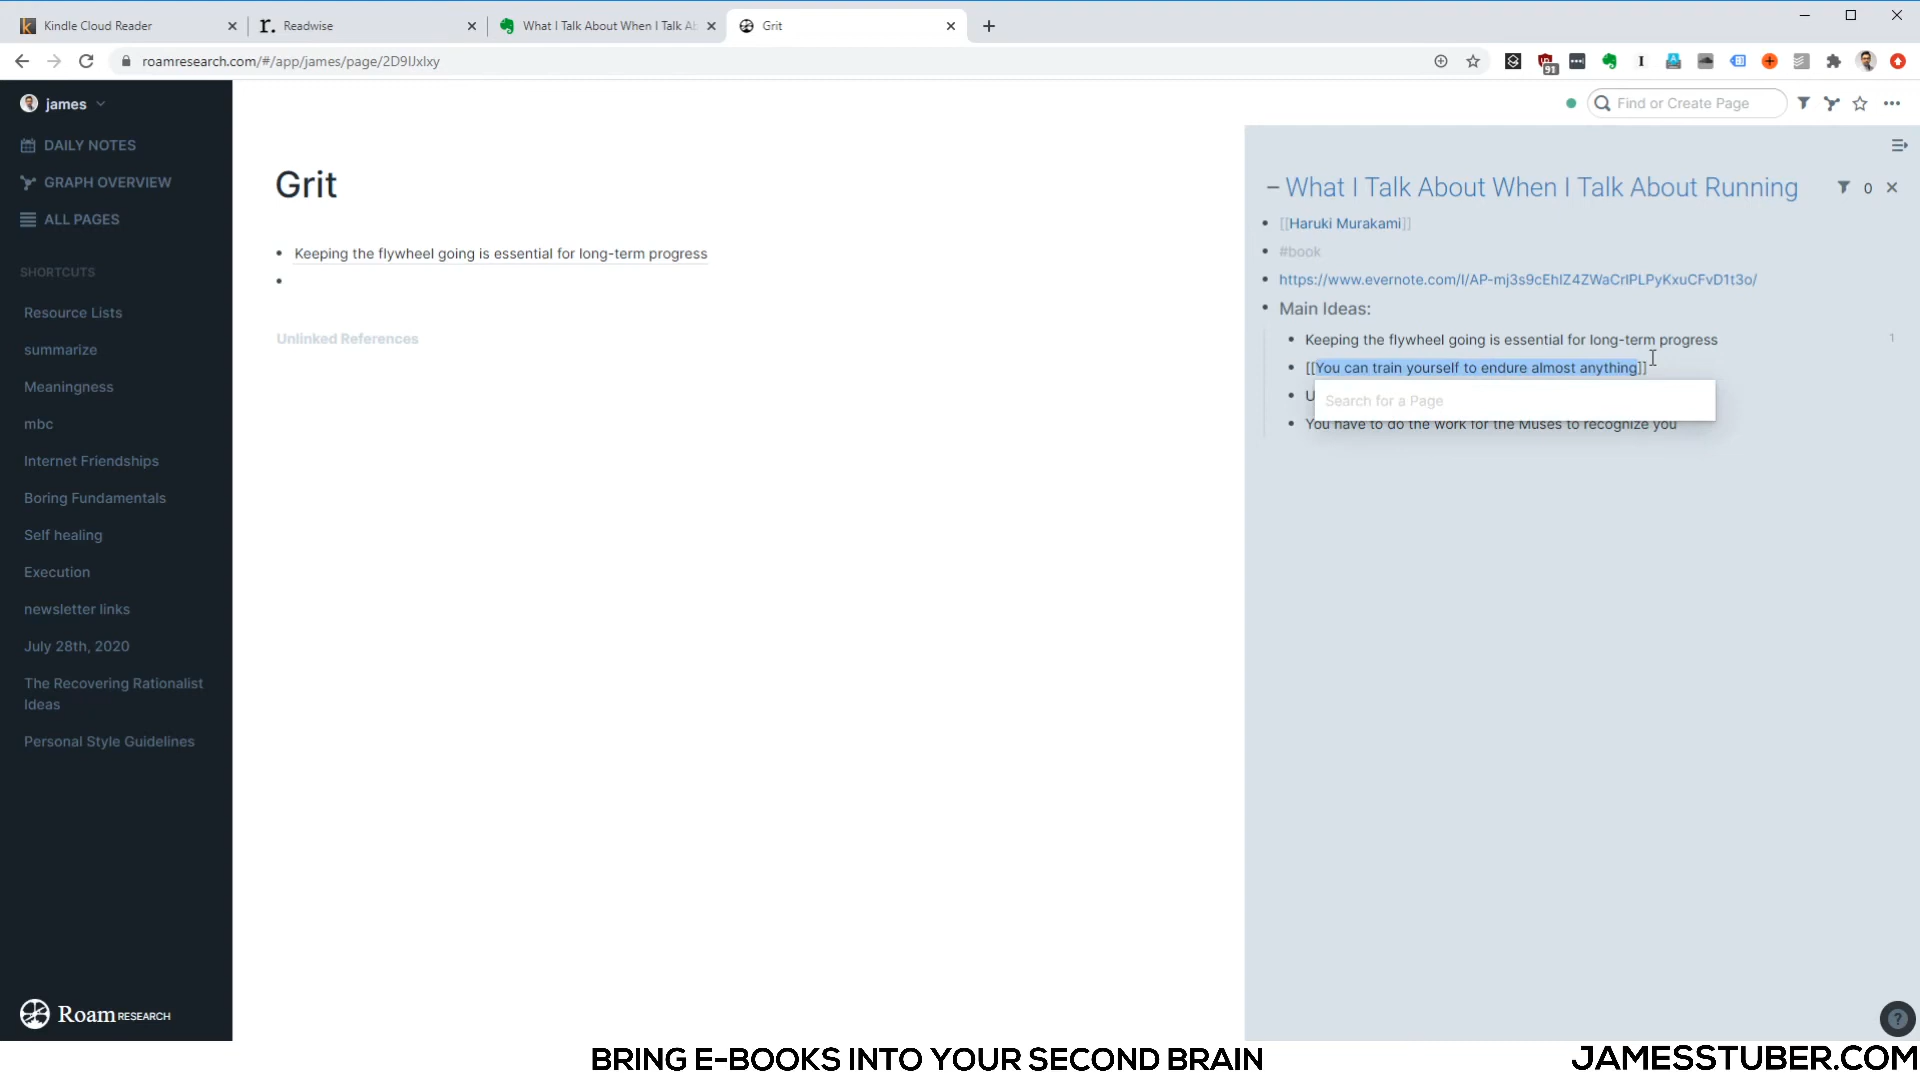 Kindle Cloud Reader
Readwise
What I Talk About When I Talk Ab
Grit
roamresearch.com/#/app/james/page/2D9IJxlxy
91
james
Find or Create Page
DAILY NOTES
GRAPH OVERVIEW
ALL PAGES
SHORTCUTS
Resource Lists
summarize
Meaningness
mbc
Internet Friendships
Boring Fundamentals
Self healing
Execution
newsletter links
July 28th, 2020
The Recovering Rationalist
Ideas
Personal Style Guidelines
Roam RESEARCH
Grit
Keeping the flywheel going is essential for long-term progress
Unlinked References
What I Talk About When I Talk About Running
0
[[Haruki Murakami]]
#book
https://www.evernote.com/l/AP-mj3s9cEhIZ4ZWaCrIPLPyKxuCFvD1t3o/
Main Ideas:
Keeping the flywheel going is essential for long-term progress
1
[[You can train yourself to endure almost anything]]
Search for a Page
You have to do the work for the Muses to recognize you
?
BRING E-BOOKS INTO YOUR SECOND BRAIN
JAMESSTUBER.COM